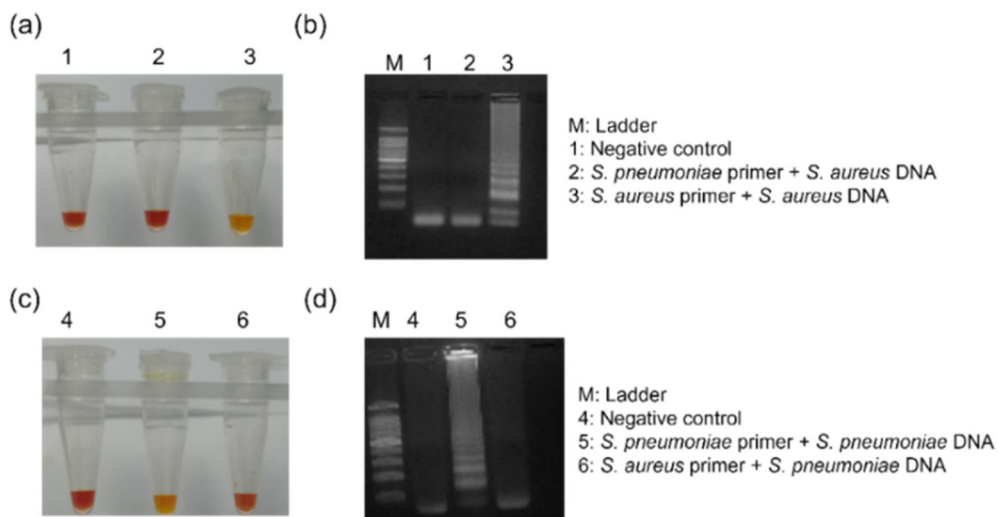 (a)
1 2 3
(b)
M 1 2 3
M: Ladder
1: Negative control
2: S. pneumoniae primer + S. aureus DNA
3: S. aureus primer + S. aureus DNA
(c)
4 5 6
(d)
M 4 5 6
M: Ladder
4: Negative control
5: S. pneumoniae primer + S. pneumoniae DNA
6: S. aureus primer + S. pneumoniae DNA